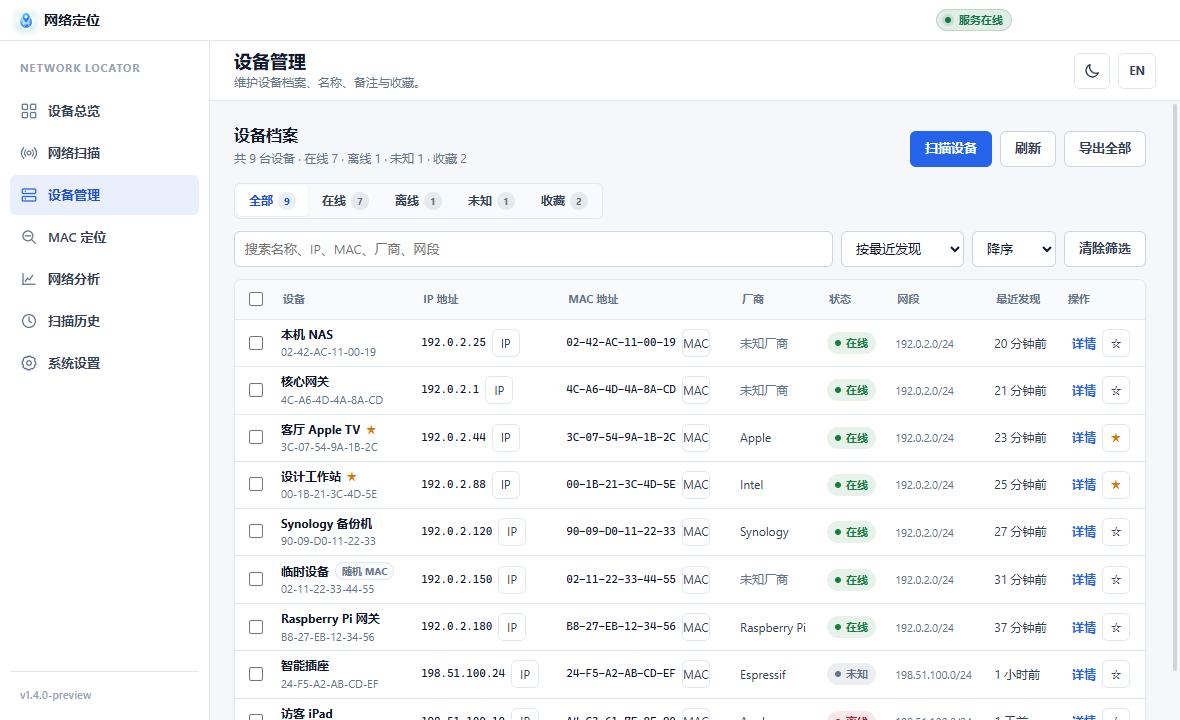 网络定位
服务在线
NETWORK LOCATOR
设备总览
网络扫描
设备管理
MAC 定位
网络分析
扫描历史
系统设置
v1.4.0-preview
设备管理
维护设备档案、名称、备注与收藏。
EN
设备档案
共 9 台设备 · 在线 7 · 离线 1 · 未知 1 · 收藏 2
扫描设备 刷新 导出全部
全部 9 在线 7 离线 1 未知 1 收藏 2
搜索名称、IP、MAC、厂商、网段 按最近发现 降序 清除筛选
设备 IP 地址 MAC 地址 厂商 状态 网段 最近发现 操作
本机 NAS
02-42-AC-11-00-19
192.0.2.25 IP 02-42-AC-11-00-19 MAC 未知厂商 在线 192.0.2.0/24 20 分钟前 详情 ☆
核心网关
4C-A6-4D-4A-8A-CD
192.0.2.1 IP 4C-A6-4D-4A-8A-CD MAC 未知厂商 在线 192.0.2.0/24 21 分钟前 详情 ☆
客厅 Apple TV ★
3C-07-54-9A-1B-2C
192.0.2.44 IP 3C-07-54-9A-1B-2C MAC Apple 在线 192.0.2.0/24 23 分钟前 详情 ★
设计工作站 ★
00-1B-21-3C-4D-5E
192.0.2.88 IP 00-1B-21-3C-4D-5E MAC Intel 在线 192.0.2.0/24 25 分钟前 详情 ★
Synology 备份机
90-09-D0-11-22-33
192.0.2.120 IP 90-09-D0-11-22-33 MAC Synology 在线 192.0.2.0/24 27 分钟前 详情 ☆
临时设备 随机 MAC
02-11-22-33-44-55
192.0.2.150 IP 02-11-22-33-44-55 MAC 未知厂商 在线 192.0.2.0/24 31 分钟前 详情 ☆
Raspberry Pi 网关
B8-27-EB-12-34-56
192.0.2.180 IP B8-27-EB-12-34-56 MAC Raspberry Pi 在线 192.0.2.0/24 37 分钟前 详情 ☆
智能插座
24-F5-A2-AB-CD-EF
198.51.100.24 IP 24-F5-A2-AB-CD-EF MAC Espressif 未知 198.51.100.0/24 1 小时前 详情 ☆
访客 iPad